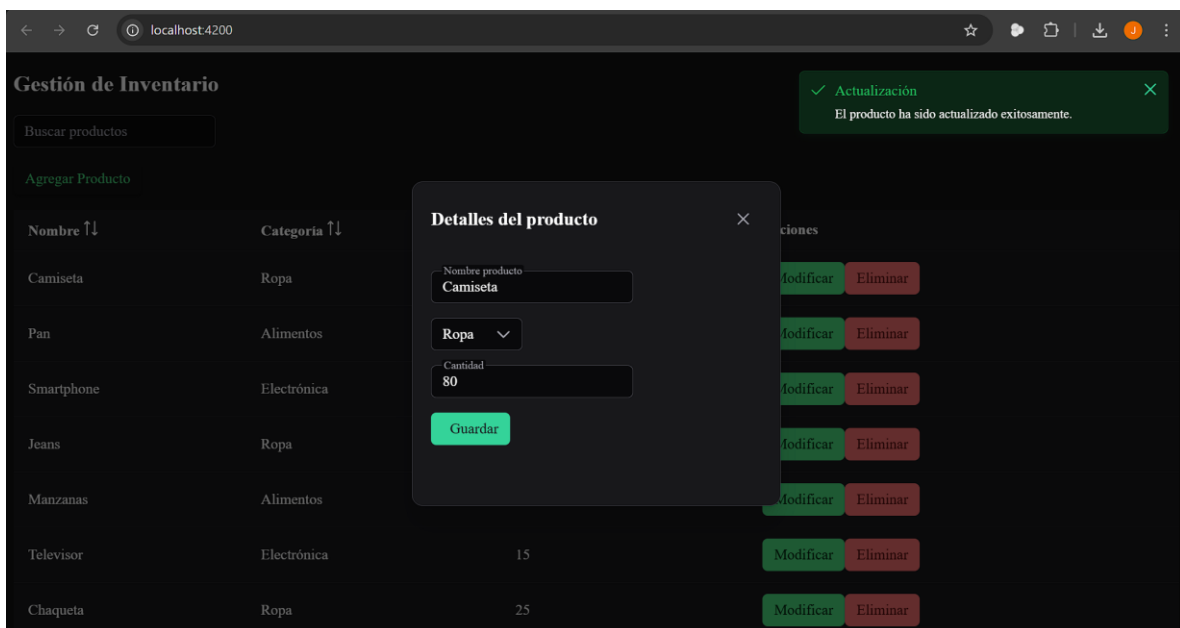 localhost:4200
J
Gestión de Inventario
Actualización
El producto ha sido actualizado exitosamente.
Buscar productos
Agregar Producto
Detalles del producto
Nombre Categoría ciones
Nombre producto
Camiseta
Camiseta Ropa Modificar Eliminar
Ropa
Pan Alimentos Modificar Eliminar
Cantidad
80
Smartphone Electrónica Modificar Eliminar
Guardar
Jeans Ropa Modificar Eliminar
Manzanas Alimentos Modificar Eliminar
Televisor Electrónica 15 Modificar Eliminar
Chaqueta Ropa 25 Modificar Eliminar